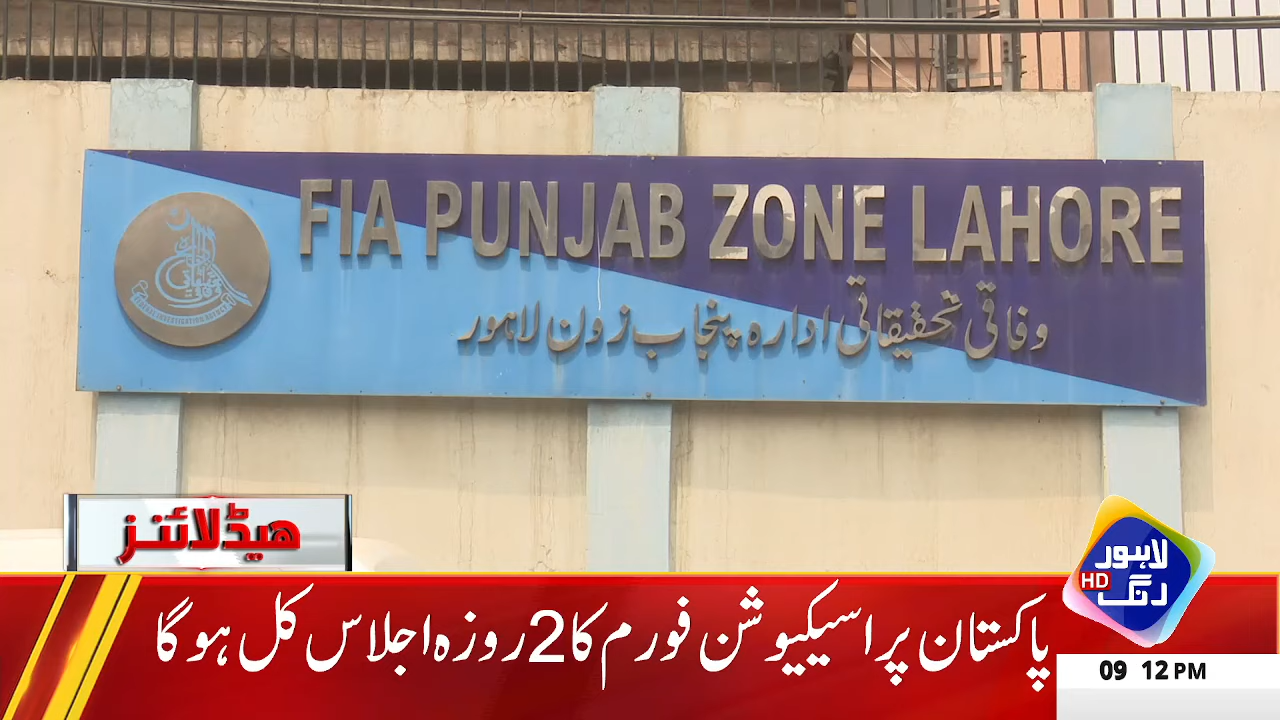 FIA PUNJAB ZONE LAHORE
وفاقی تحقیقاتی ادارہ پنجاب زون لاہور
ہیڈلائنز
لاہور
رنگ
HD
پاکستان پراسیکیوشن فورم کا 2 روزہ اجلاس کل ہوگا
09 12 PM